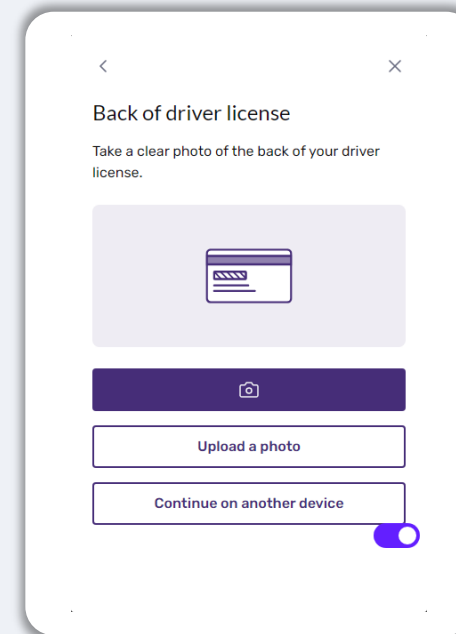 Back of driver license
Take a clear photo of the back of your driver
license.
Upload a photo
Continue on another device